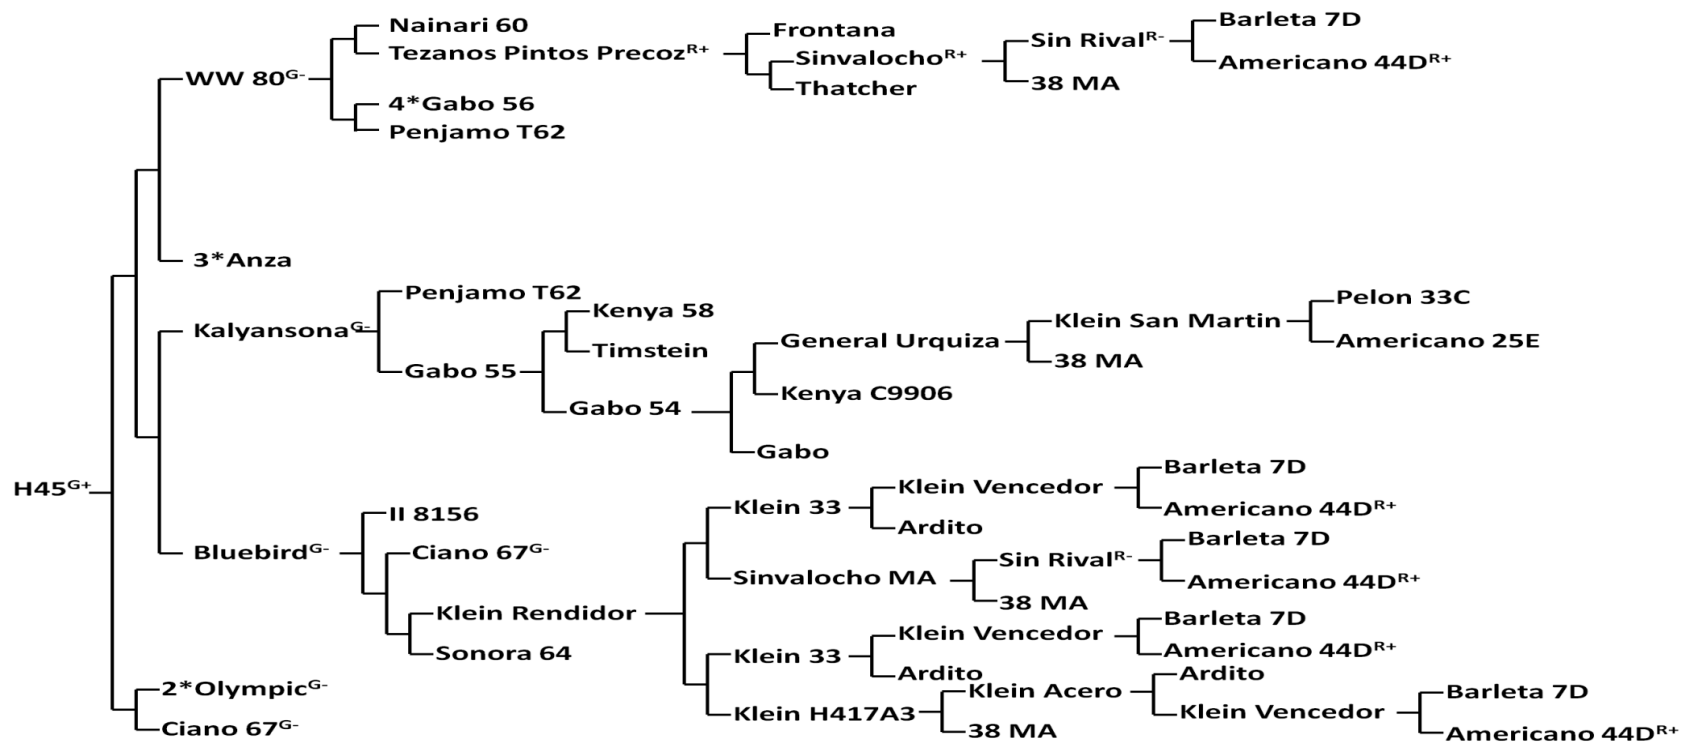 Barleta 7D
Nainari 60
Frontana
Sin Rival^R-
Tezanos Pintos Precoz^R+
Sinvalocho^R+
Americano 44D^R+
WW 80^G-
38 MA
Thatcher
4*Gabo 56
Penjamo T62
3*Anza
Penjamo T62
Pelon 33C
Kenya 58
Klein San Martin
Kalyansona^G-
General Urquiza
Americano 25E
Timstein
38 MA
Gabo 55
Kenya C9906
Gabo 54
Gabo
Barleta 7D
Klein Vencedor
H45^G+
Klein 33
Americano 44D^R+
II 8156
Ardito
Barleta 7D
Bluebird^G-
Ciano 67^G-
Sin Rival^R-
Sinvalocho MA
Americano 44D^R+
38 MA
Klein Rendidor
Barleta 7D
Klein Vencedor
Sonora 64
Klein 33
Americano 44D^R+
Ardito
Ardito
2*Olympic^G-
Klein Acero
Barleta 7D
Klein H417A3
Klein Vencedor
Ciano 67^G-
38 MA
Americano 44D^R+